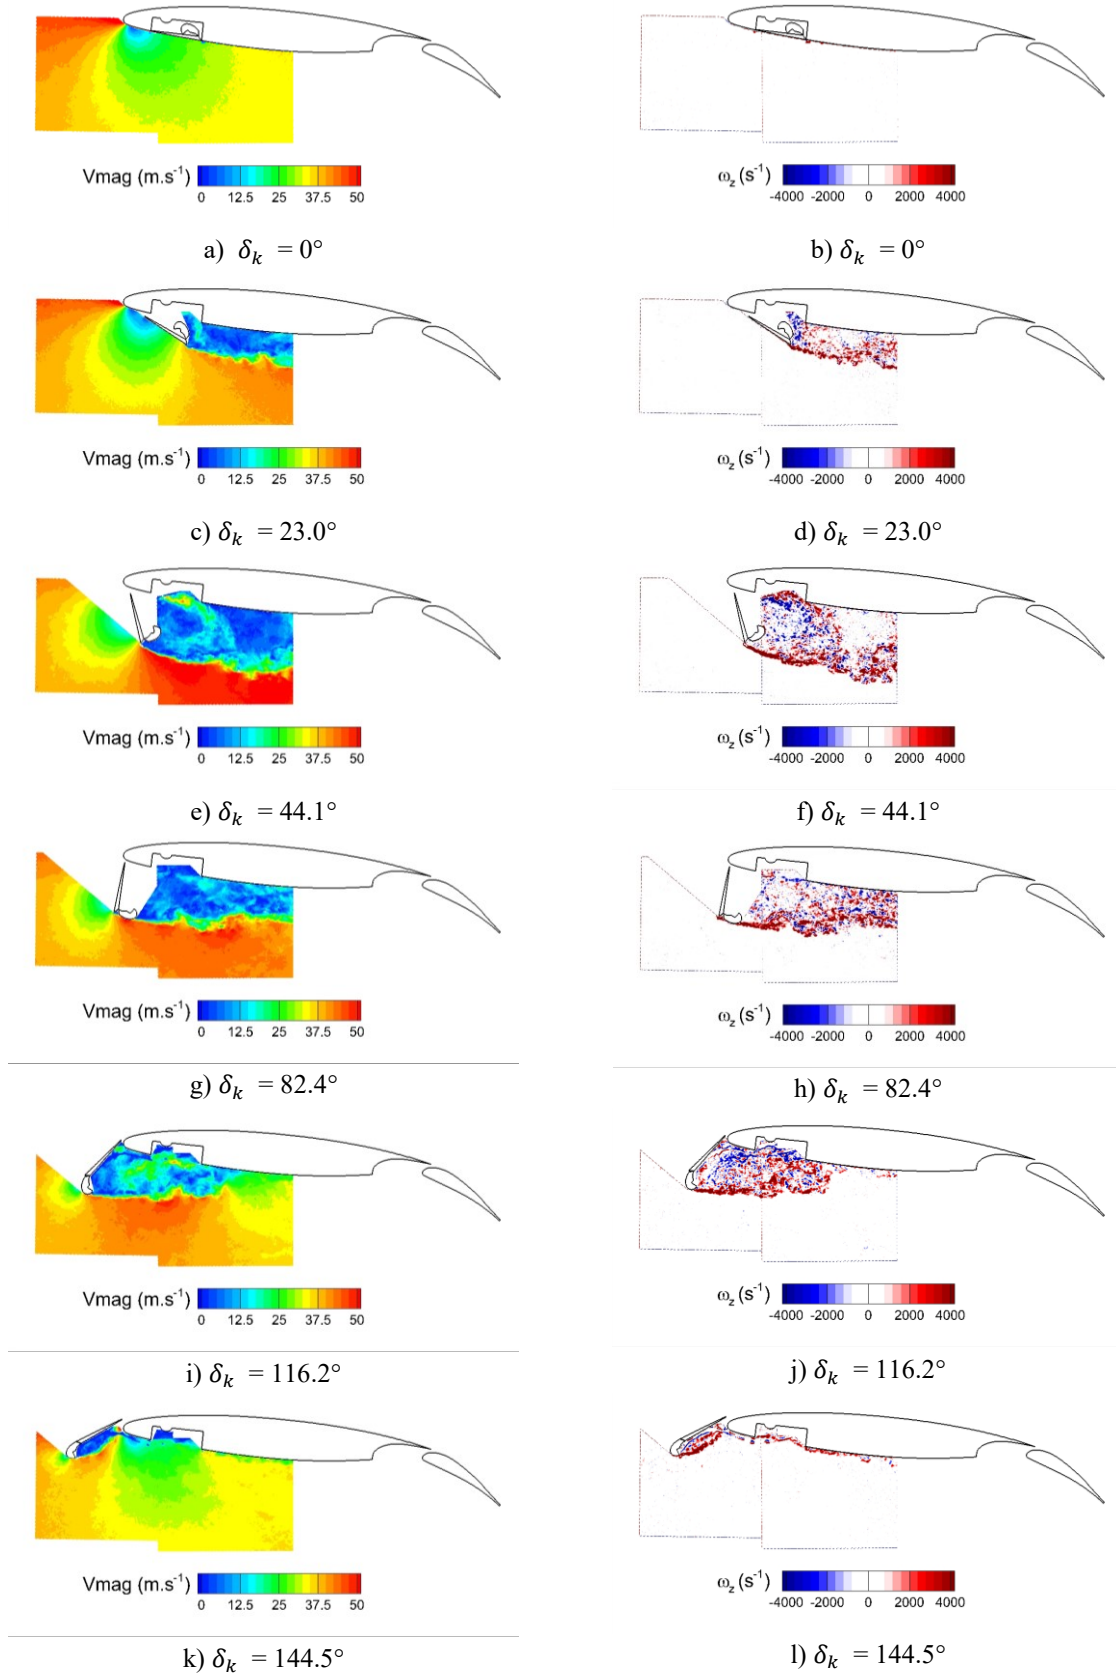 Vmag (m.s⁻¹)
0 12.5 25 37.5 50
ω_z (s⁻¹)
-4000 -2000 0 2000 4000
a) δ_k = 0°
b) δ_k = 0°
Vmag (m.s⁻¹)
0 12.5 25 37.5 50
ω_z (s⁻¹)
-4000 -2000 0 2000 4000
c) δ_k = 23.0°
d) δ_k = 23.0°
Vmag (m.s⁻¹)
0 12.5 25 37.5 50
ω_z (s⁻¹)
-4000 -2000 0 2000 4000
e) δ_k = 44.1°
f) δ_k = 44.1°
Vmag (m.s⁻¹)
0 12.5 25 37.5 50
ω_z (s⁻¹)
-4000 -2000 0 2000 4000
g) δ_k = 82.4°
h) δ_k = 82.4°
Vmag (m.s⁻¹)
0 12.5 25 37.5 50
ω_z (s⁻¹)
-4000 -2000 0 2000 4000
i) δ_k = 116.2°
j) δ_k = 116.2°
Vmag (m.s⁻¹)
0 12.5 25 37.5 50
ω_z (s⁻¹)
-4000 -2000 0 2000 4000
k) δ_k = 144.5°
l) δ_k = 144.5°